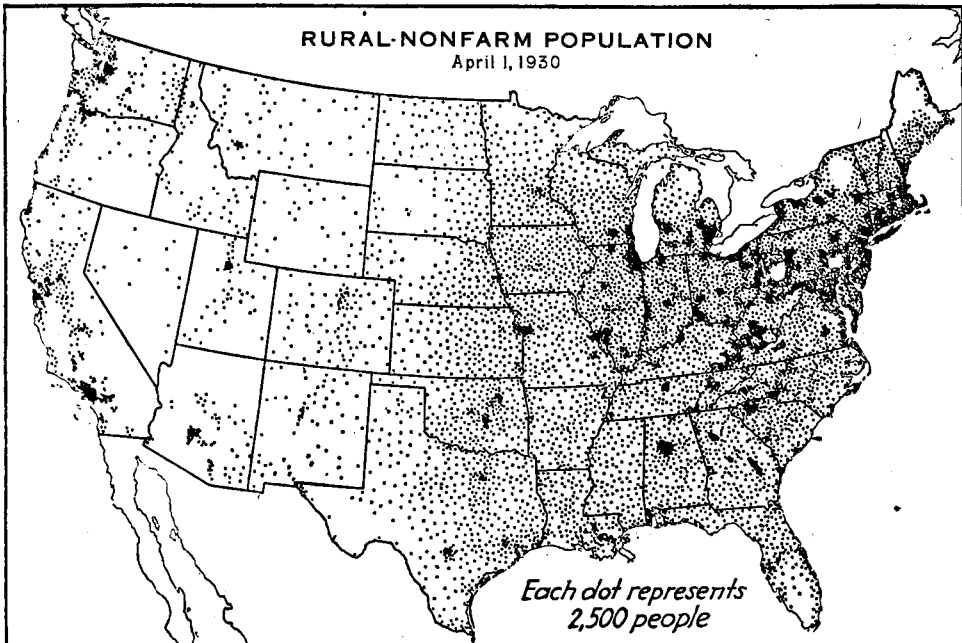 RURAL-NONFARM POPULATION
April 1, 1930
Each dot represents
2,500 people